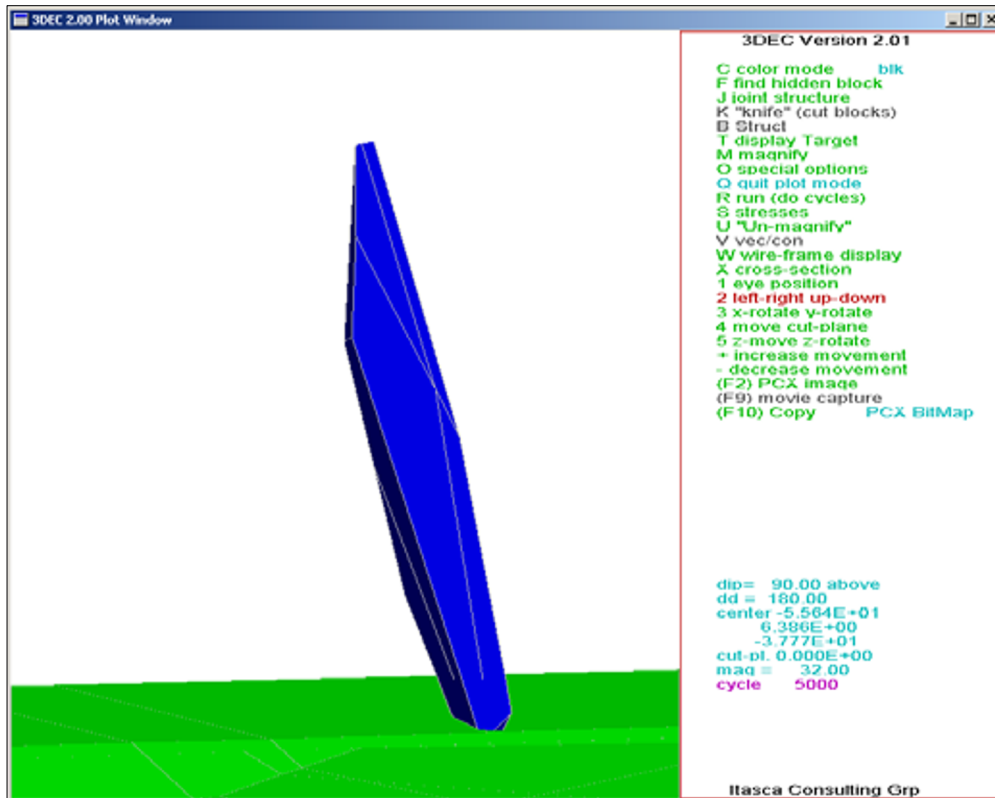 3DEC 2.00 Plot Window
3DEC Version 2.01
C color mode blk
F find hidden block
J joint structure
K "knife" (cut blocks)
B Struct
T display Target
M magnify
O special options
Q quit plot mode
R run (do cycles)
S stresses
U "Un-magnify"
V vec/con
W wire-frame display
X cross-section
1 eye position
2 left-right up-down
3 x-rotate y-rotate
4 move cut-plane
5 z-move z-rotate
+ increase movement
- decrease movement
(F2) PCX image
(F9) movie capture
(F10) Copy PCX BitMap
dip= 90.00 above
dd = 180.00
center -5.564E+01
6.386E+00
-3.777E+01
cut-pl. 0.000E+00
mag = 32.00
cycle 5000
Itasca Consulting Grp